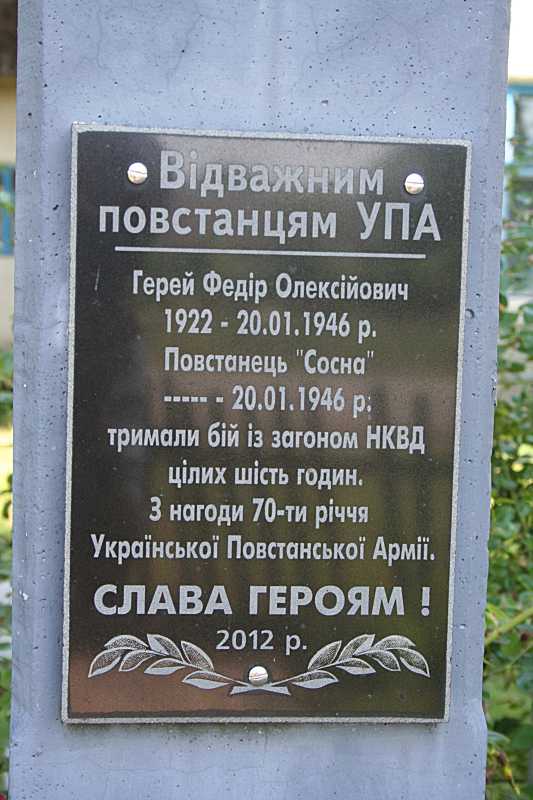 Відважним
повстанцям УПА
Герей Федір Олексійович
1922 - 20.01.1946 р.
Повстанець "Сосна"
----- - 20.01.1946 р.
тримали бій із загоном НКВД
цілих шість годин.
З нагоди 70-ти річчя
Української Повстанської Армії.
СЛАВА ГЕРОЯМ !
2012 р.